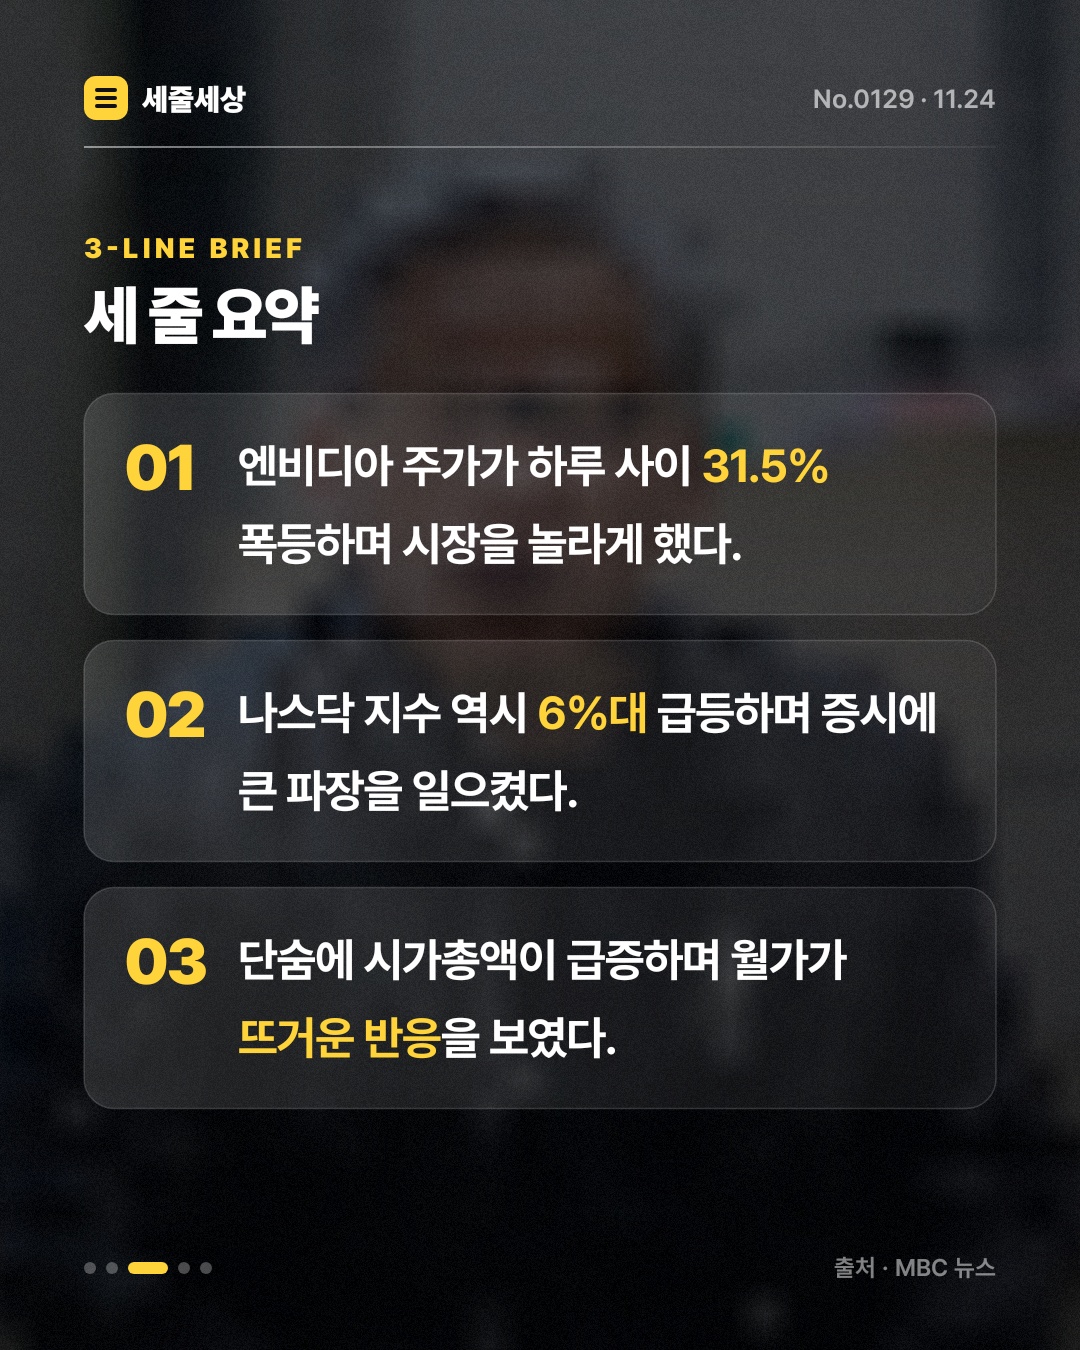 세줄세상
No.0129 · 11.24
3-LINE BRIEF
세 줄 요약
01
엔비디아 주가가 하루 사이 31.5%
폭등하며 시장을 놀라게 했다.
02
나스닥 지수 역시 6%대 급등하며 증시에
큰 파장을 일으켰다.
03
단숨에 시가총액이 급증하며 월가가
뜨거운 반응을 보였다.
출처 · MBC 뉴스